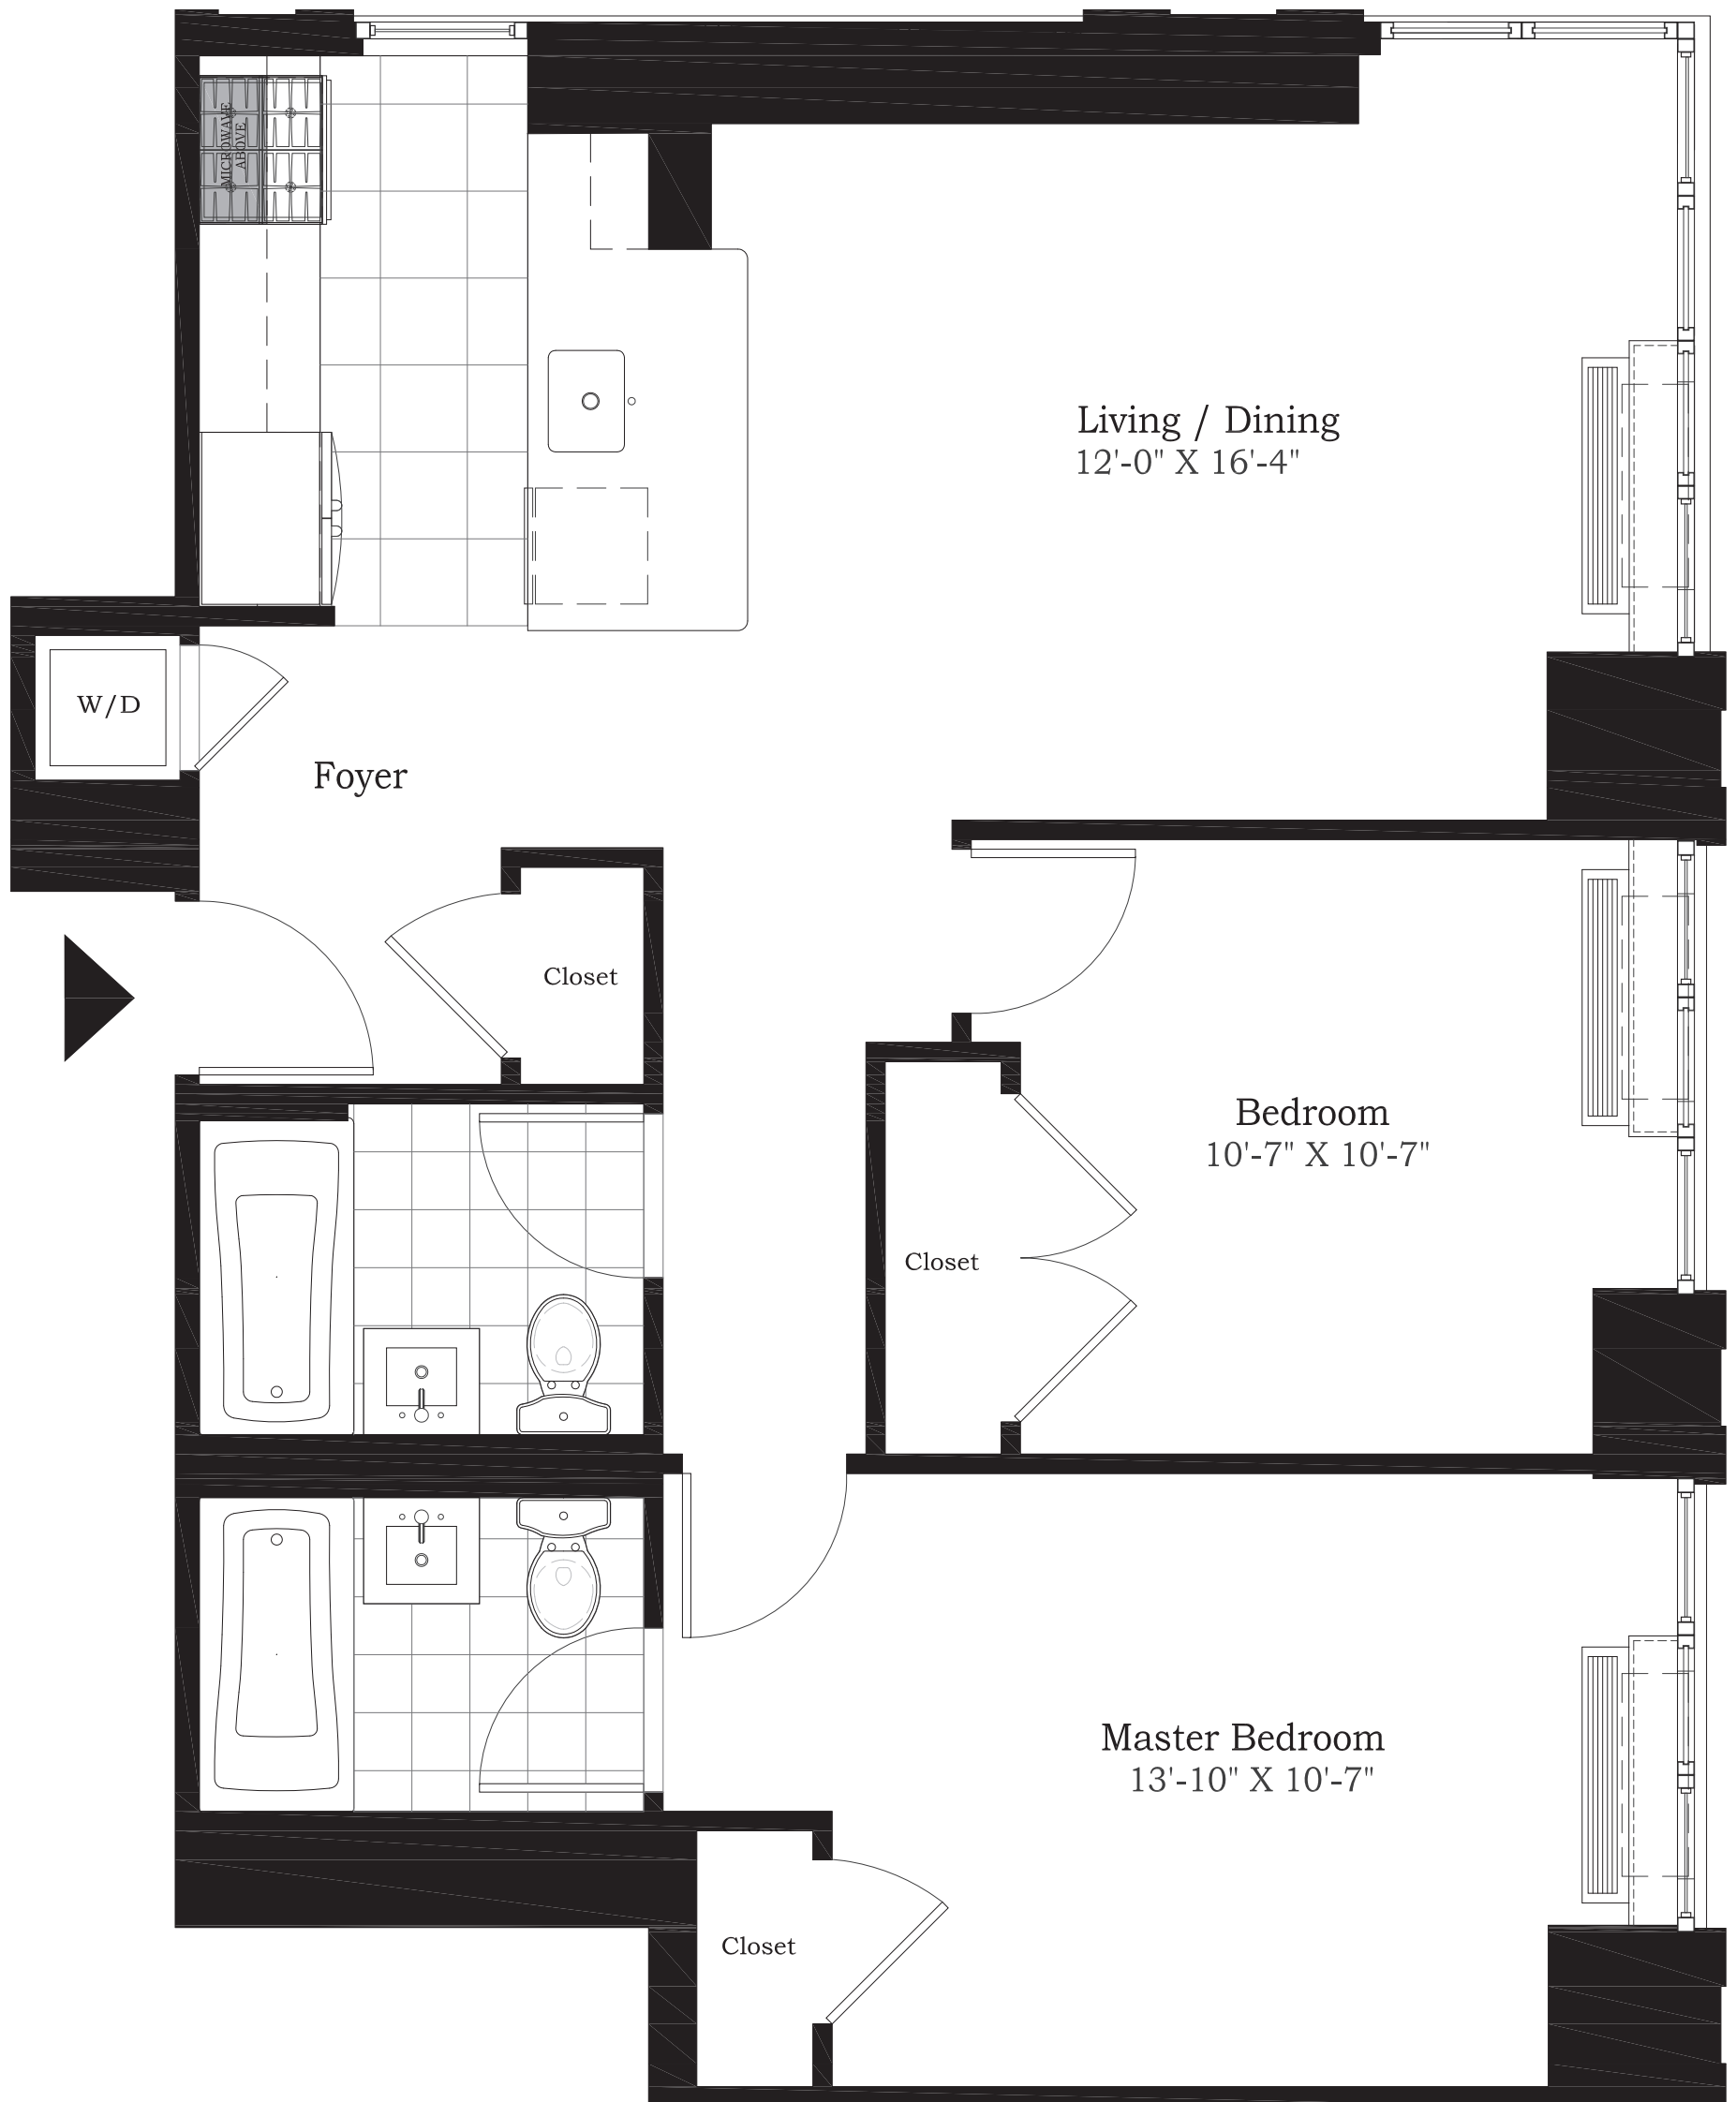 MICROWAVE
ABOVE
Living / Dining
12'-0" X 16'-4"
W/D
Foyer
Closet
Bedroom
10'-7" X 10'-7"
Closet
Master Bedroom
13'-10" X 10'-7"
Closet